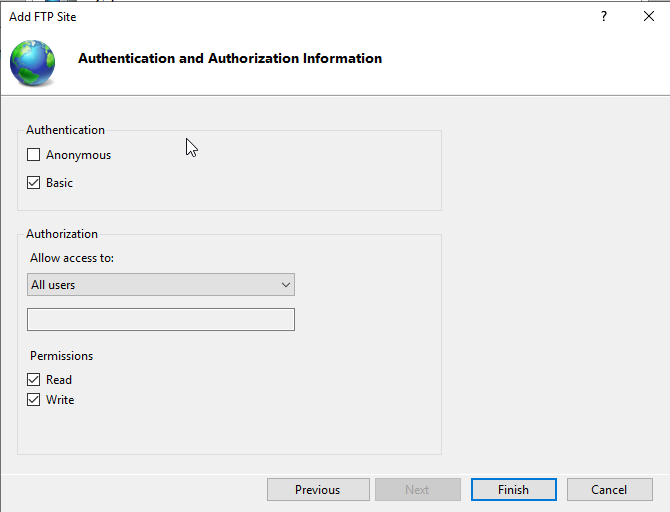 Add FTP Site
?
Authentication and Authorization Information
Authentication
Anonymous
Basic
Authorization
Allow access to:
All users
Permissions
Read
Write
Previous
Next
Finish
Cancel